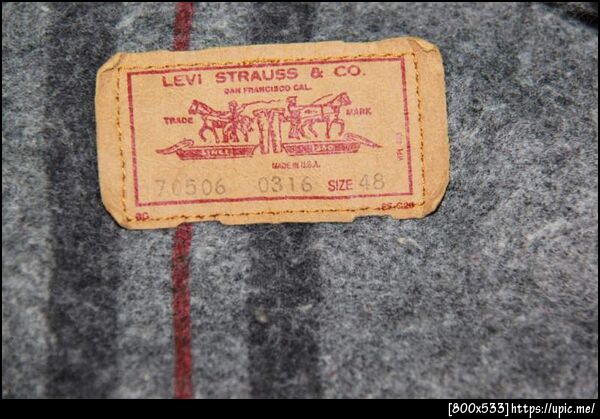 LEVI STRAUSS & CO.
SAN FRANCISCO CAL.
TRADE MARK
MADE IN U.S.A.
70506 0316 SIZE 48
[800x533]https://upic.me/